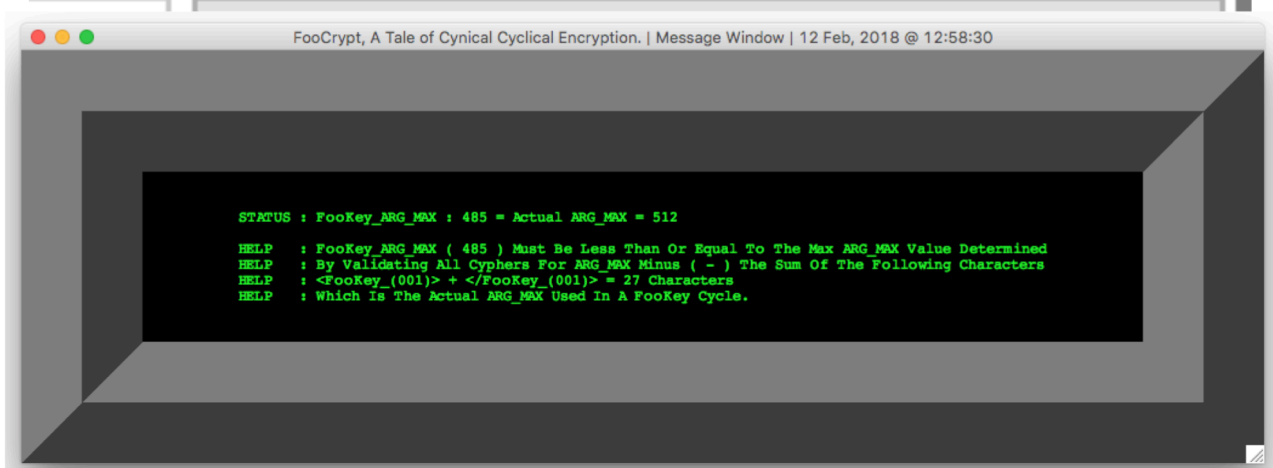 FooCrypt, A Tale of Cynical Cyclical Encryption. | Message Window | 12 Feb, 2018 @ 12:58:30
STATUS : FooKey_ARG_MAX : 485 = Actual ARG_MAX = 512
HELP : FooKey_ARG_MAX ( 485 ) Must Be Less Than Or Equal To The Max ARG_MAX Value Determined
HELP : By Validating All Cyphers For ARG_MAX Minus ( - ) The Sum Of The Following Characters
HELP : <FooKey_(001)> + </FooKey_(001)> = 27 Characters
HELP : Which Is The Actual ARG_MAX Used In A FooKey Cycle.